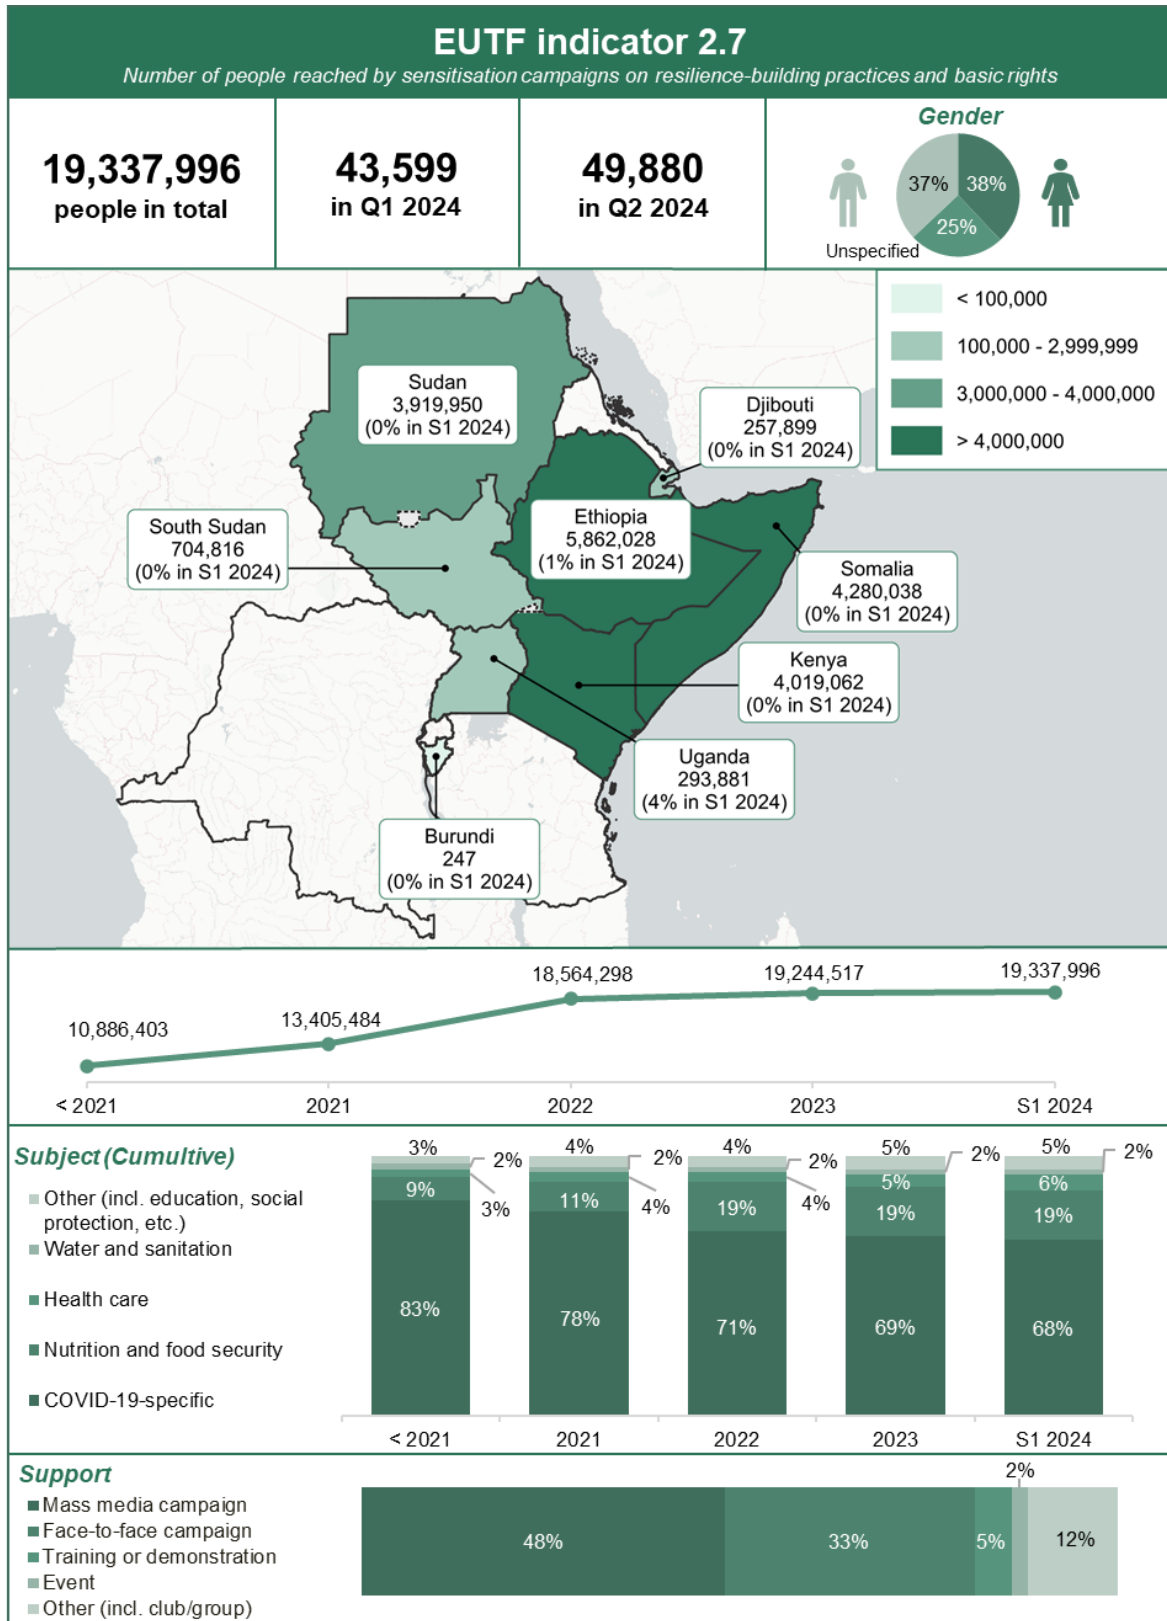 EUTF indicator 2.7
Number of people reached by sensitisation campaigns on resilience-building practices and basic rights
19,337,996
people in total
43,599
in Q1 2024
49,880
in Q2 2024
Gender
37%
38%
25%
Unspecified
< 100,000
100,000 - 2,999,999
3,000,000 - 4,000,000
> 4,000,000
Sudan
3,919,950
(0% in S1 2024)
Djibouti
257,899
(0% in S1 2024)
South Sudan
704,816
(0% in S1 2024)
Ethiopia
5,862,028
(1% in S1 2024)
Somalia
4,280,038
(0% in S1 2024)
Kenya
4,019,062
(0% in S1 2024)
Uganda
293,881
(4% in S1 2024)
Burundi
247
(0% in S1 2024)
10,886,403
13,405,484
18,564,298
19,244,517
19,337,996
< 2021
2021
2022
2023
S1 2024
Subject (Cumultive)
Other (incl. education, social
protection, etc.)
Water and sanitation
Health care
Nutrition and food security
COVID-19-specific
3%
2%
3%
9%
83%
4%
2%
4%
11%
78%
4%
2%
4%
19%
71%
5%
2%
5%
19%
69%
5%
2%
6%
19%
68%
< 2021
2021
2022
2023
S1 2024
Support
Mass media campaign
Face-to-face campaign
Training or demonstration
Event
Other (incl. club/group)
48%
33%
5%
2%
12%